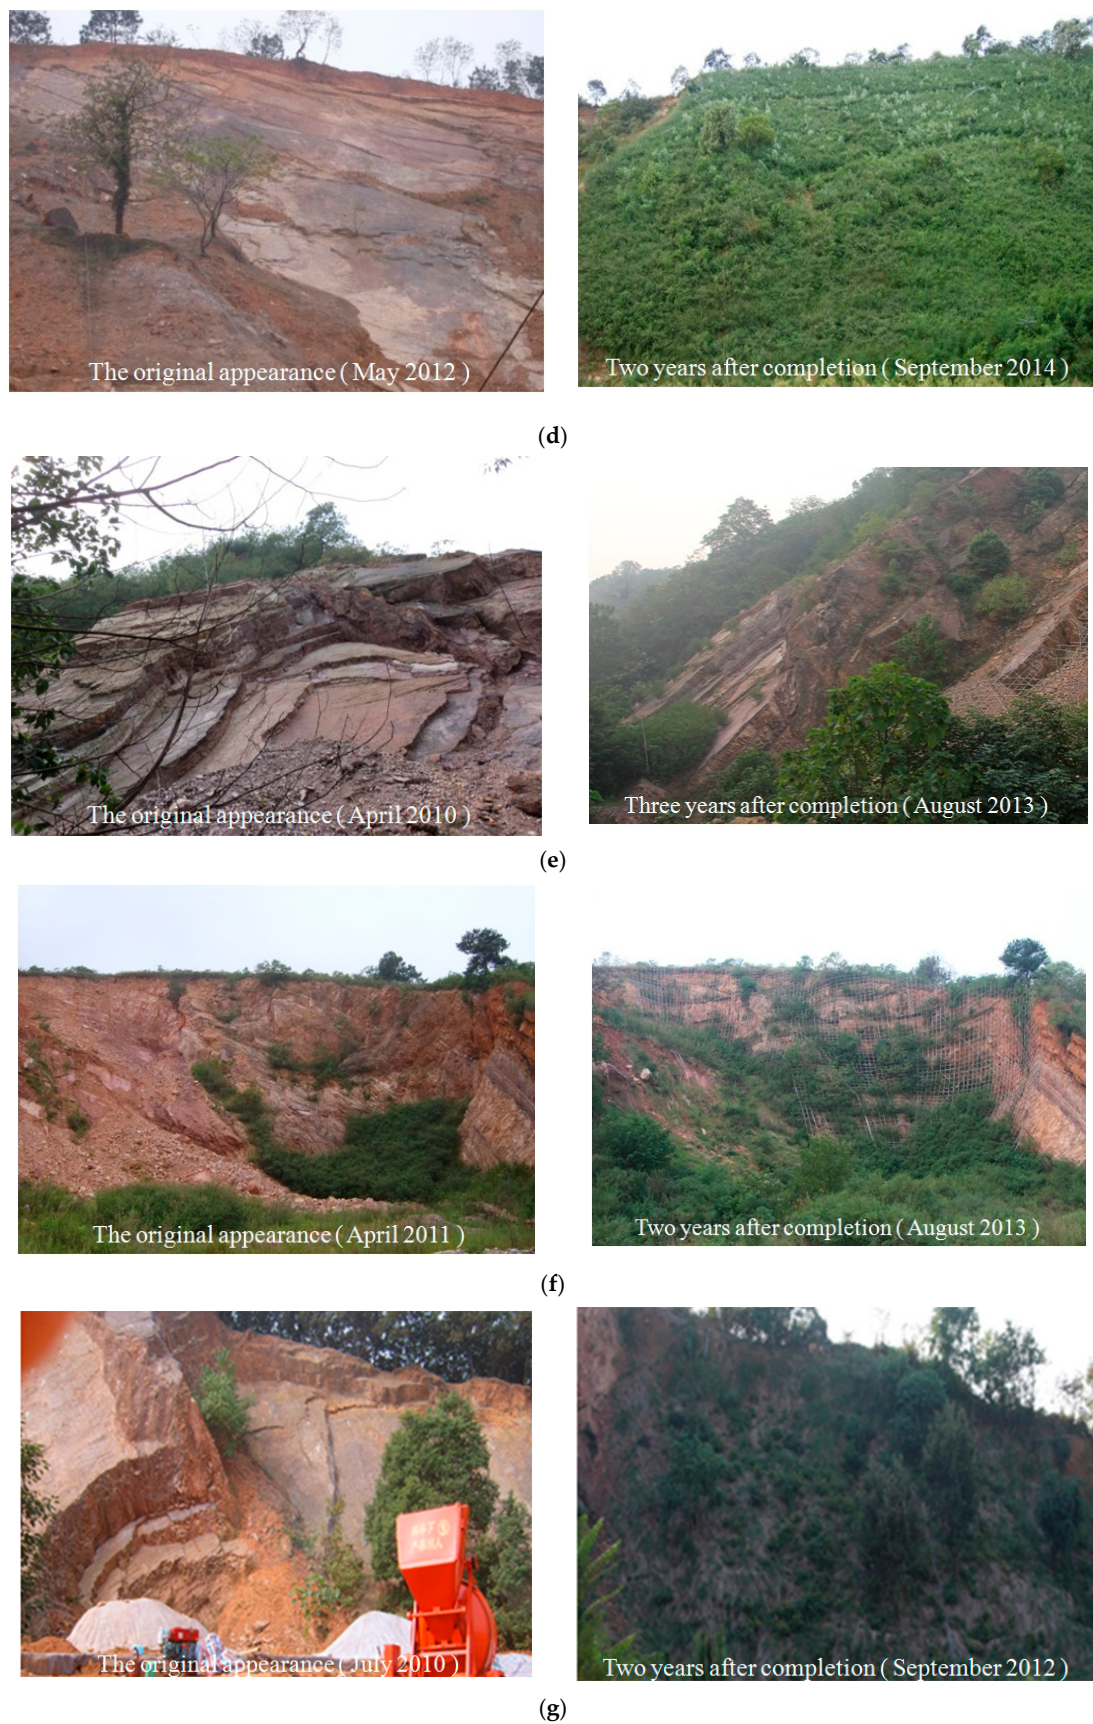 The original appearance ( May 2012 )
Two years after completion ( September 2014 )
(d)
The original appearance ( April 2010 )
Three years after completion ( August 2013 )
(e)
The original appearance ( April 2011 )
Two years after completion ( August 2013 )
(f)
The original appearance ( July 2010 )
Two years after completion ( September 2012 )
(g)